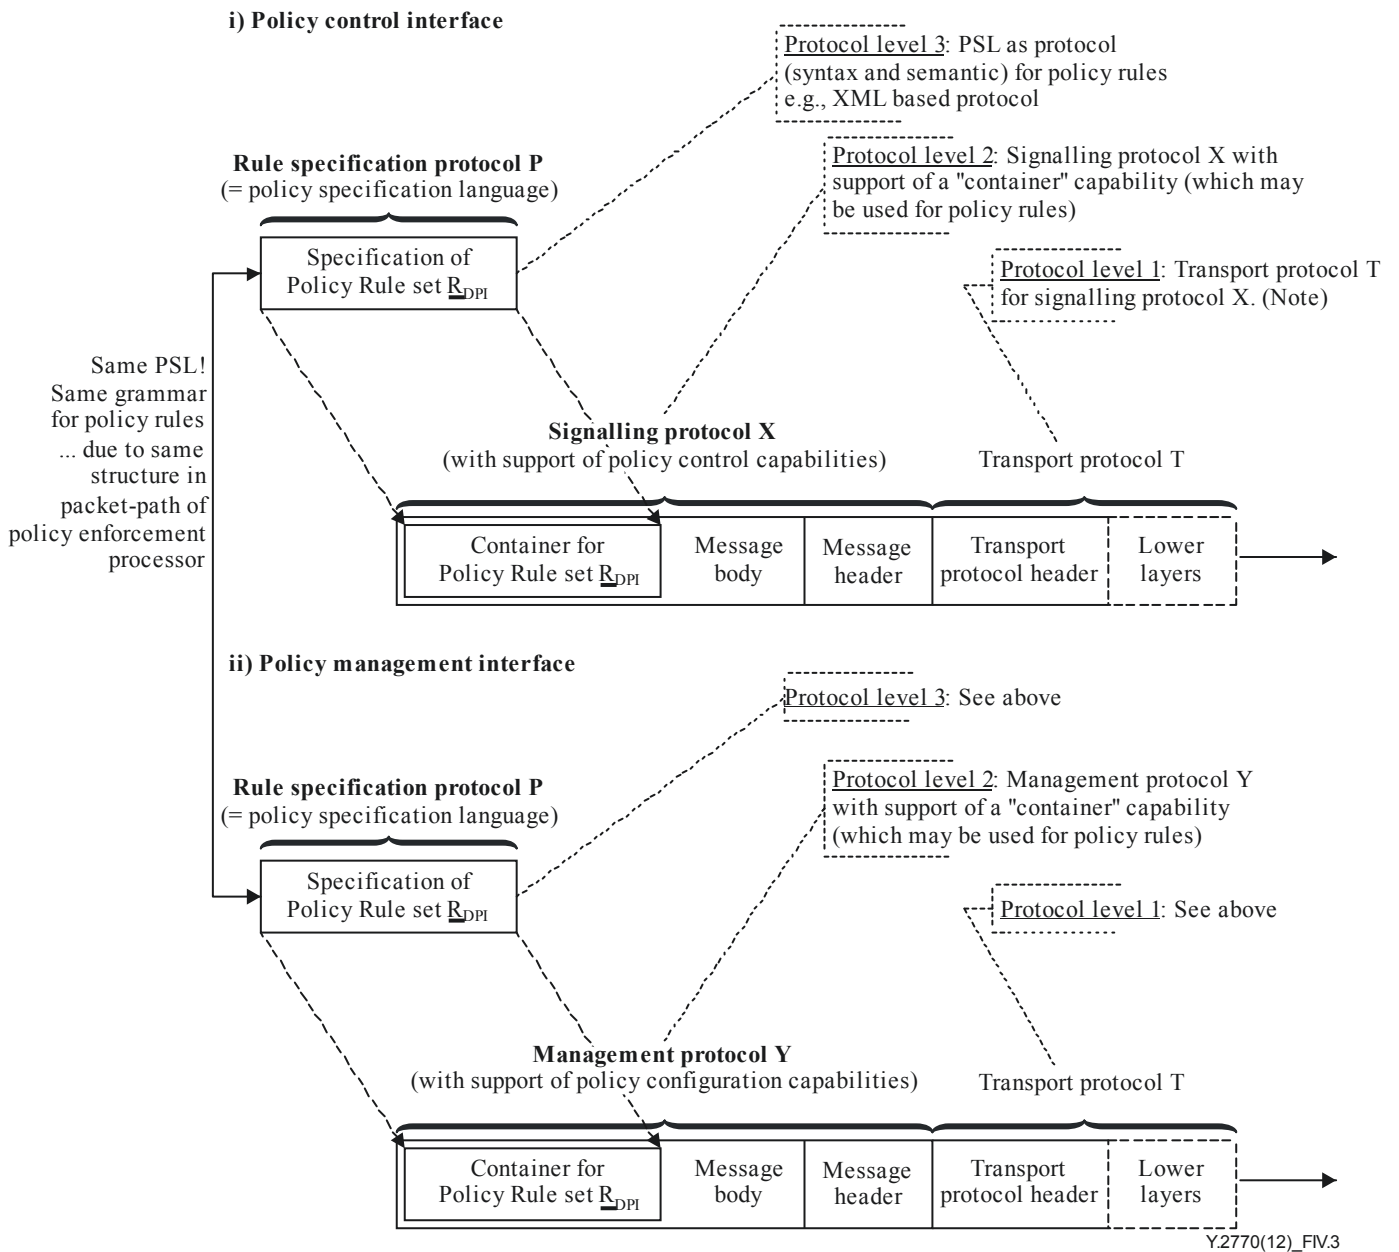 i) Policy control interface
Protocol level 3: PSL as protocol
(syntax and semantic) for policy rules
e.g., XML based protocol
Rule specification protocol P
(= policy specification language)
Protocol level 2: Signalling protocol X with
support of a "container" capability (which may
be used for policy rules)
Specification of
Policy Rule set RDPI
Protocol level 1: Transport protocol T
for signalling protocol X. (Note)
Same PSL!
Same grammar
for policy rules
... due to same
structure in
packet-path of
policy enforcement
processor
Signalling protocol X
(with support of policy control capabilities)
Transport protocol T
Container for
Policy Rule set RDPI
Message
body
Message
header
Transport
protocol header
Lower
layers
ii) Policy management interface
Protocol level 3: See above
Rule specification protocol P
(= policy specification language)
Protocol level 2: Management protocol Y
with support of a "container" capability
(which may be used for policy rules)
Specification of
Policy Rule set RDPI
Protocol level 1: See above
Management protocol Y
(with support of policy configuration capabilities)
Transport protocol T
Container for
Policy Rule set RDPI
Message
body
Message
header
Transport
protocol header
Lower
layers
Y.2770(12)_FIV.3